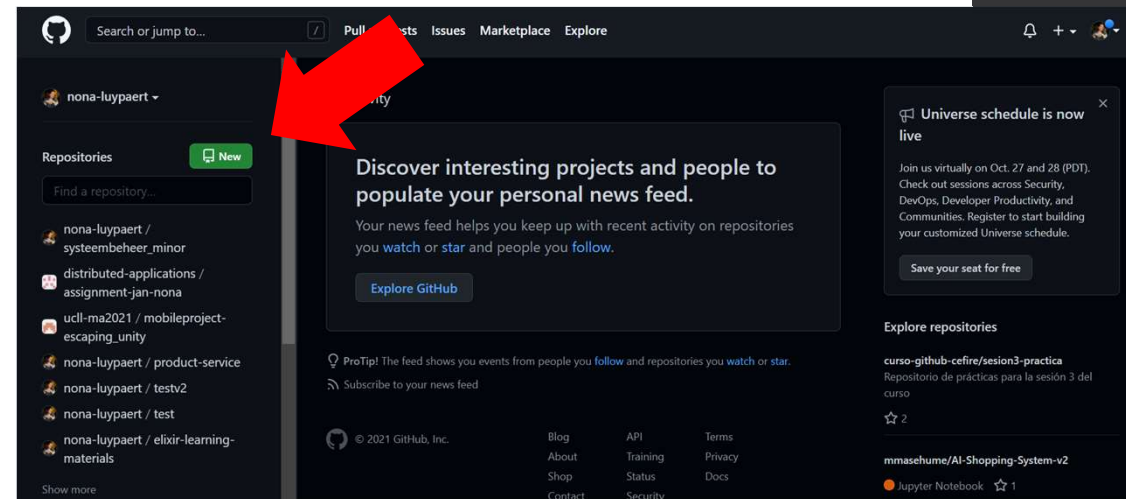 Search or jump to...
/
Pull sts Issues Marketplace Explore
nona-luypaert
Repositories
New
Find a repository...
nona-luypaert /
systeembeheer_minor
distributed-applications /
assignment-jan-nona
ucll-ma2021 / mobileproject-
escaping_unity
nona-luypaert / product-service
nona-luypaert / testv2
nona-luypaert / test
nona-luypaert / elixir-learning-
materials
Show more
Discover interesting projects and people to
populate your personal news feed.
Your news feed helps you keep up with recent activity on repositories
you watch or star and people you follow.
Explore GitHub
ProTip! The feed shows you events from people you follow and repositories you watch or star.
Subscribe to your news feed
© 2021 GitHub, Inc.
Blog
About
Shop
Contact
API
Training
Status
Security
Terms
Privacy
Docs
Universe schedule is now
live
Join us virtually on Oct. 27 and 28 (PDT).
Check out sessions across Security,
DevOps, Developer Productivity, and
Communities. Register to start building
your customized Universe schedule.
Save your seat for free
Explore repositories
curso-github-cefire/sesion3-practica
Repositorio de prácticas para la sesión 3 del
curso
2
mmasehume/AI-Shopping-System-v2
Jupyter Notebook 1